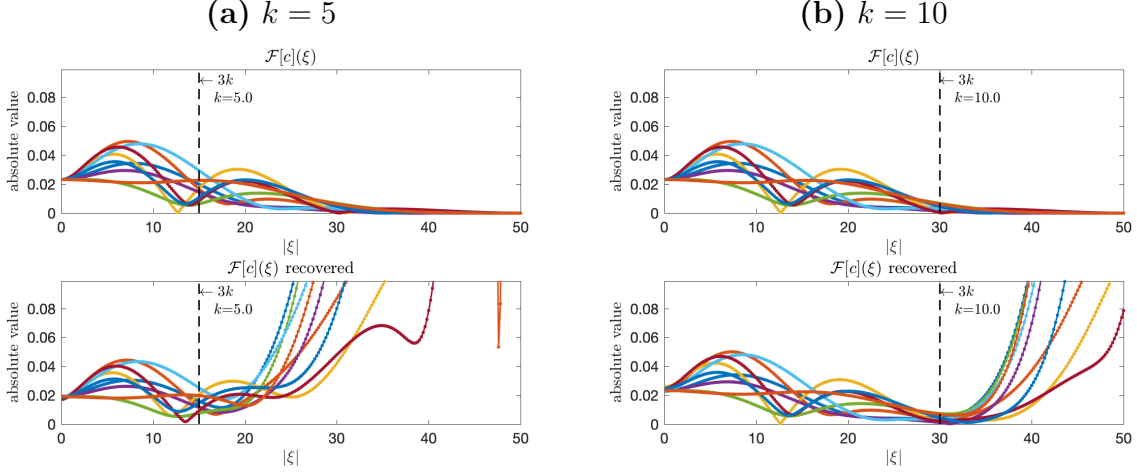 (a) k = 5
F[c](ξ)
0.08
0.06
0.04
0.02
0
absolute value
← 3k
k=5.0
0 10 20 30 40 50
|ξ|
F[c](ξ) recovered
0.08
0.06
0.04
0.02
0
absolute value
← 3k
k=5.0
0 10 20 30 40 50
|ξ|
(b) k = 10
F[c](ξ)
0.08
0.06
0.04
0.02
0
absolute value
← 3k
k=10.0
0 10 20 30 40 50
|ξ|
F[c](ξ) recovered
0.08
0.06
0.04
0.02
0
absolute value
← 3k
k=10.0
0 10 20 30 40 50
|ξ|